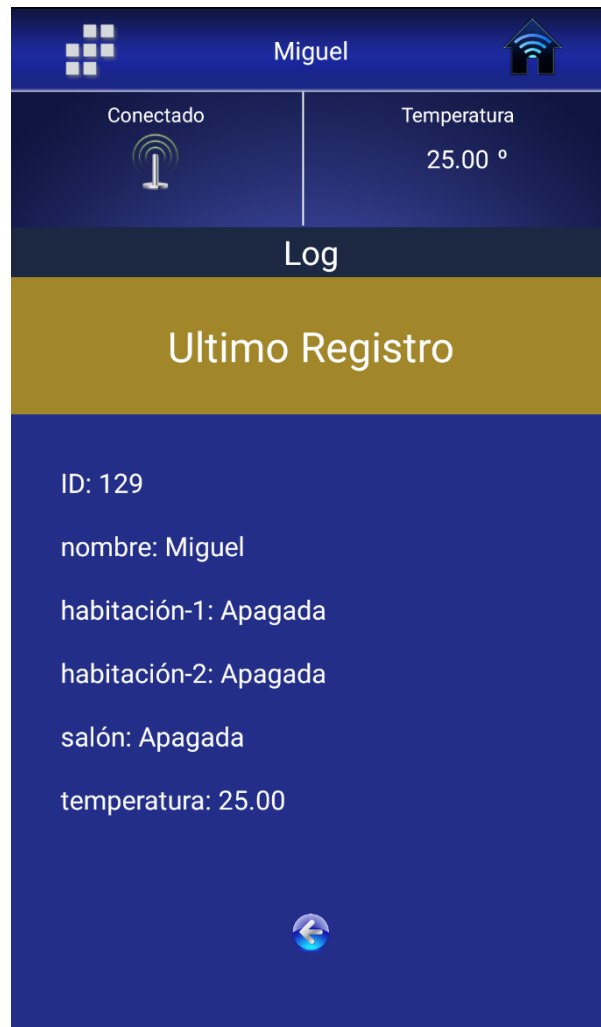 Miguel
Conectado
Temperatura
25.00 º
Log
Ultimo Registro
ID: 129
nombre: Miguel
habitación-1: Apagada
habitación-2: Apagada
salón: Apagada
temperatura: 25.00